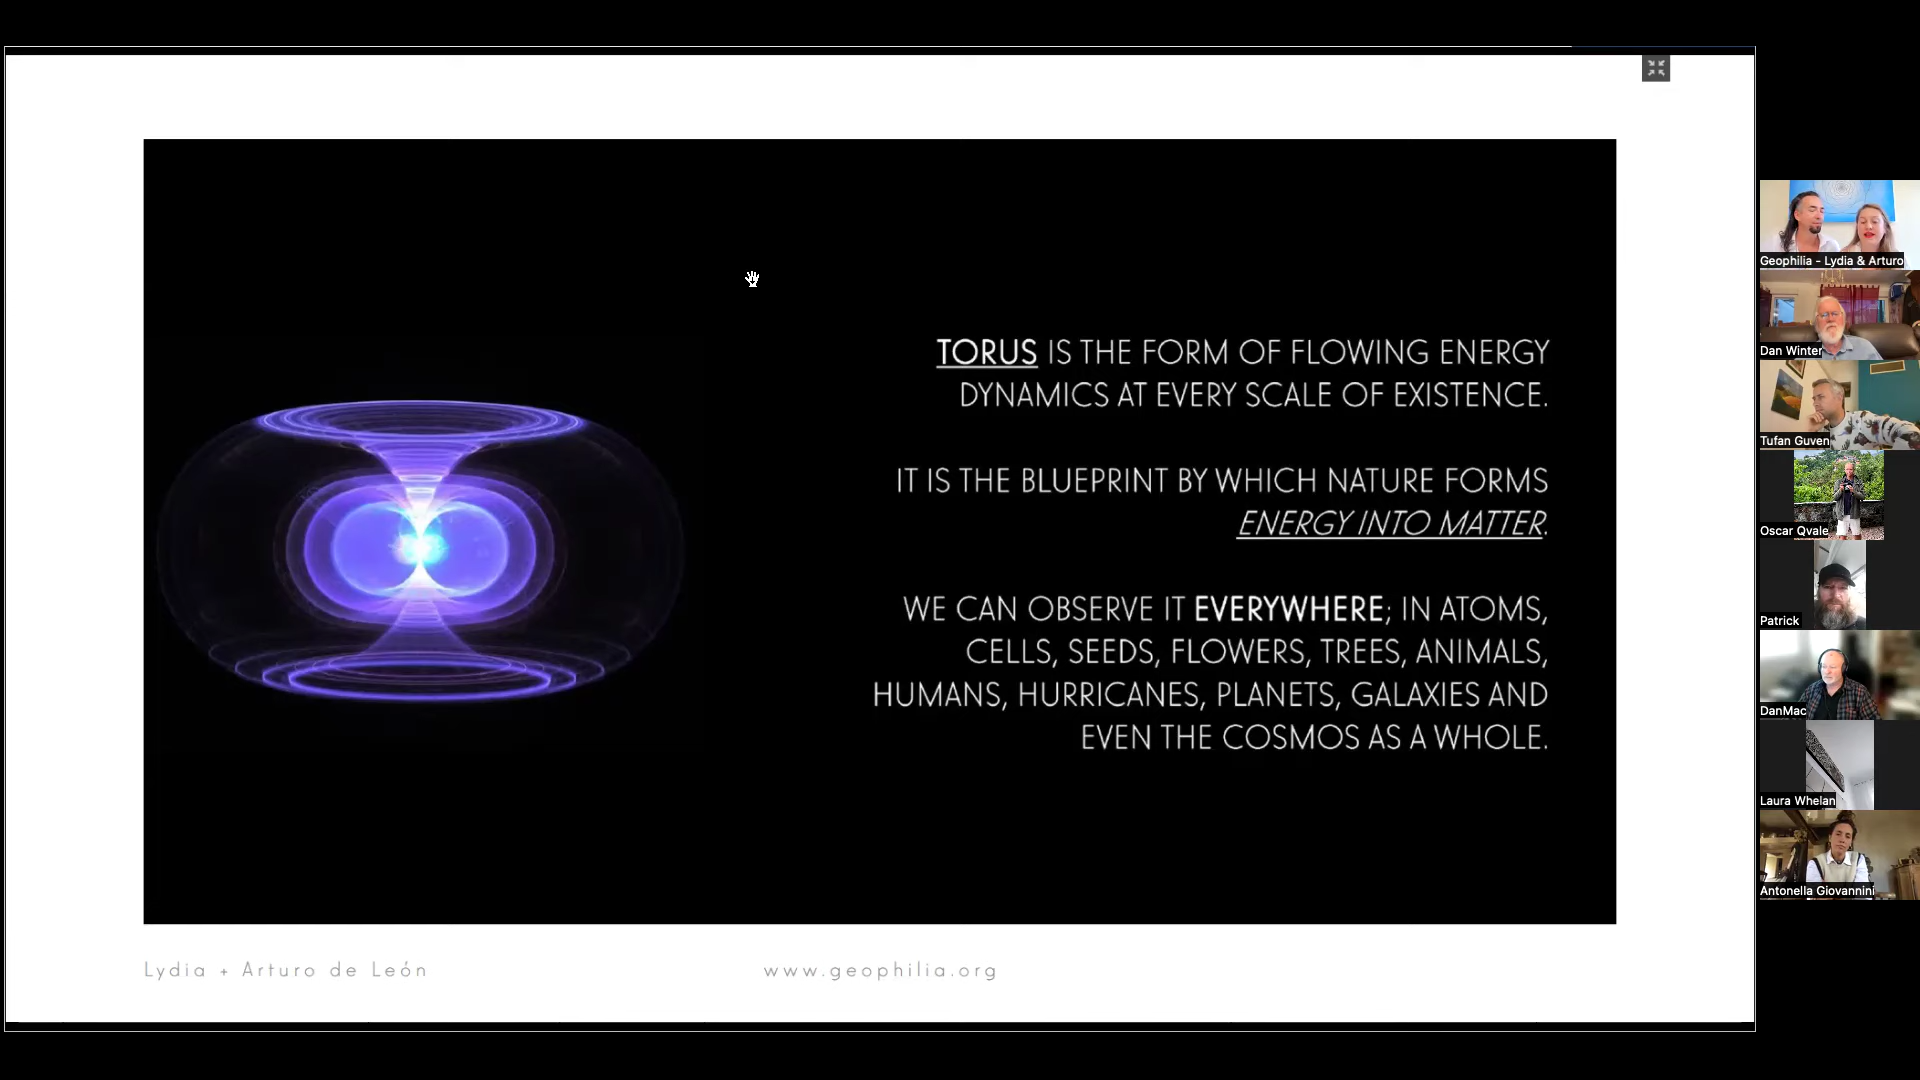 TORUS IS THE FORM OF FLOWING ENERGY
DYNAMICS AT EVERY SCALE OF EXISTENCE.
IT IS THE BLUEPRINT BY WHICH NATURE FORMS
ENERGY INTO MATTER.
WE CAN OBSERVE IT EVERYWHERE; IN ATOMS,
CELLS, SEEDS, FLOWERS, TREES, ANIMALS,
HUMANS, HURRICANES, PLANETS, GALAXIES AND
EVEN THE COSMOS AS A WHOLE.
Lydia + Arturo de León
www.geophilia.org
Geophilia - Lydia & Arturo
Dan Winter
Tufan Guven
Oscar Qvale
Patrick
DanMac
Laura Whelan
Antonella Giovannini